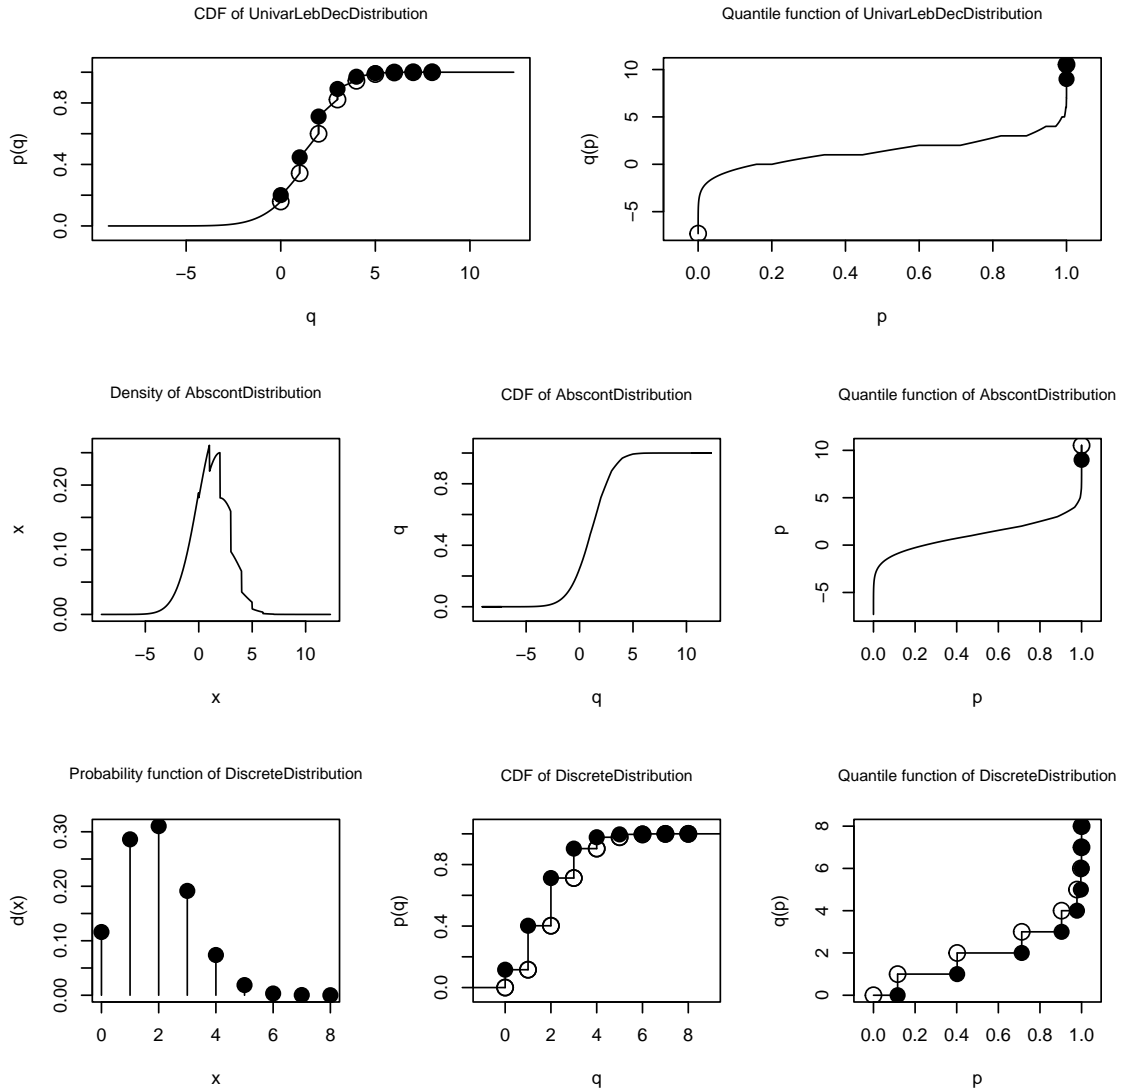 CDF of UnivarLebDecDistribution
p(q)
0.0 0.4 0.8
−5 0 5 10
q
Quantile function of UnivarLebDecDistribution
q(p)
−5 0 5 10
0.0 0.2 0.4 0.6 0.8 1.0
p
Density of AbscontDistribution
x
0.00 0.10 0.20
−5 0 5 10
x
CDF of AbscontDistribution
q
0.0 0.4 0.8
−5 0 5 10
q
Quantile function of AbscontDistribution
p
−5 0 5 10
0.0 0.2 0.4 0.6 0.8 1.0
p
Probability function of DiscreteDistribution
d(x)
0.00 0.10 0.20 0.30
0 2 4 6 8
x
CDF of DiscreteDistribution
p(q)
0.0 0.4 0.8
0 2 4 6 8
q
Quantile function of DiscreteDistribution
q(p)
0 2 4 6 8
0.0 0.2 0.4 0.6 0.8 1.0
p